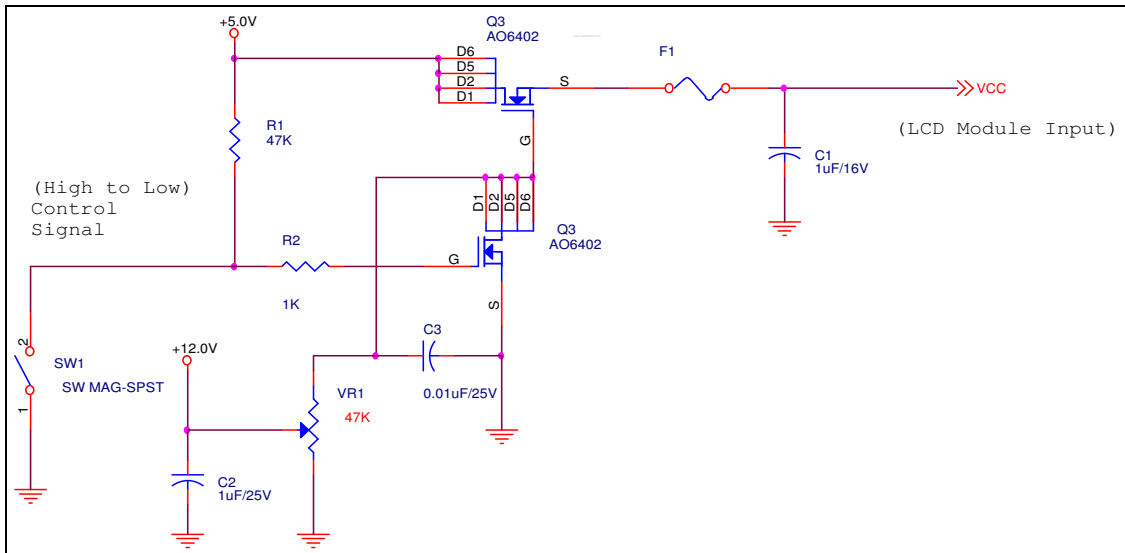 +5.0V
Q3
AO6402
D6
D5
D2
D1
S
G
F1
VCC
(LCD Module Input)
R1
47K
C1
1uF/16V
(High to Low)
Control
Signal
D1
D2
D5
D6
Q3
AO6402
R2
1K
G
S
2
SW1
SW MAG-SPST
1
+12.0V
C3
0.01uF/25V
VR1
47K
C2
1uF/25V